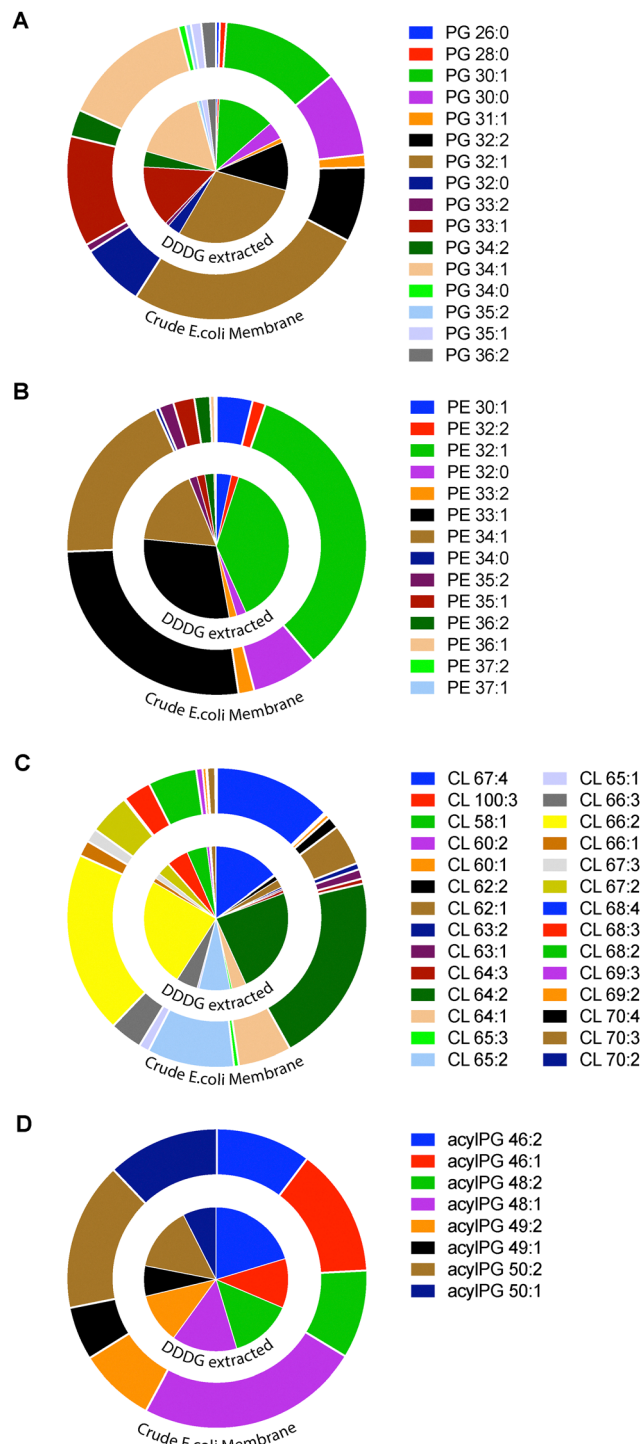 A
PG 26:0
PG 28:0
PG 30:1
PG 30:0
PG 31:1
PG 32:2
PG 32:1
PG 32:0
PG 33:2
PG 33:1
PG 34:2
PG 34:1
PG 34:0
PG 35:2
PG 35:1
PG 36:2
DDDG extracted
Crude E.coli Membrane
B
PE 30:1
PE 32:2
PE 32:1
PE 32:0
PE 33:2
PE 33:1
PE 34:1
PE 34:0
PE 35:2
PE 35:1
PE 36:2
PE 36:1
PE 37:2
PE 37:1
DDDG extracted
Crude E.coli Membrane
C
CL 67:4
CL 100:3
CL 58:1
CL 60:2
CL 60:1
CL 62:2
CL 62:1
CL 63:2
CL 63:1
CL 64:3
CL 64:2
CL 64:1
CL 65:3
CL 65:2
CL 65:1
CL 66:3
CL 66:2
CL 66:1
CL 67:3
CL 67:2
CL 68:4
CL 68:3
CL 68:2
CL 69:3
CL 69:2
CL 70:4
CL 70:3
CL 70:2
DDDG extracted
Crude E.coli Membrane
D
acylPG 46:2
acylPG 46:1
acylPG 48:2
acylPG 48:1
acylPG 49:2
acylPG 49:1
acylPG 50:2
acylPG 50:1
DDDG extracted
Crude E.coli Membrane